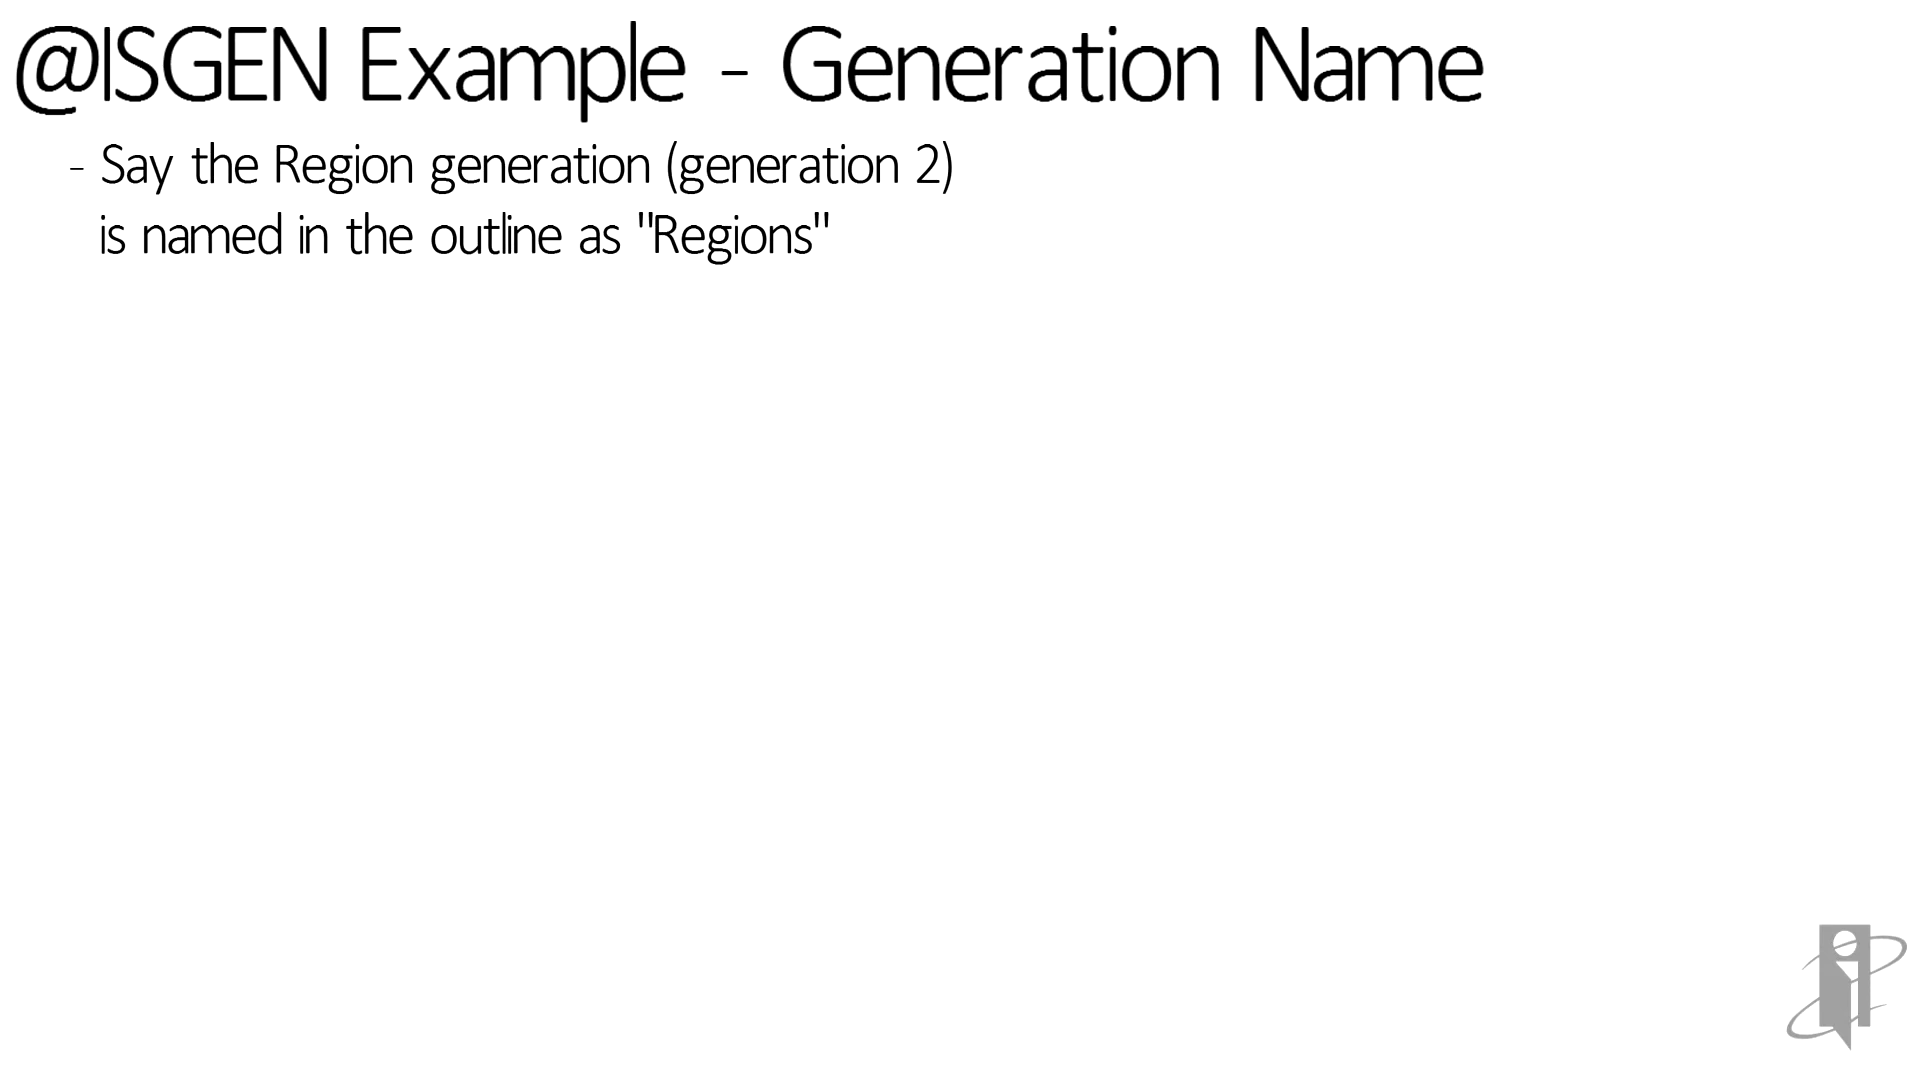 @ISGEN Example - Generation Name
- Say the Region generation (generation 2)
is named in the outline as "Regions"